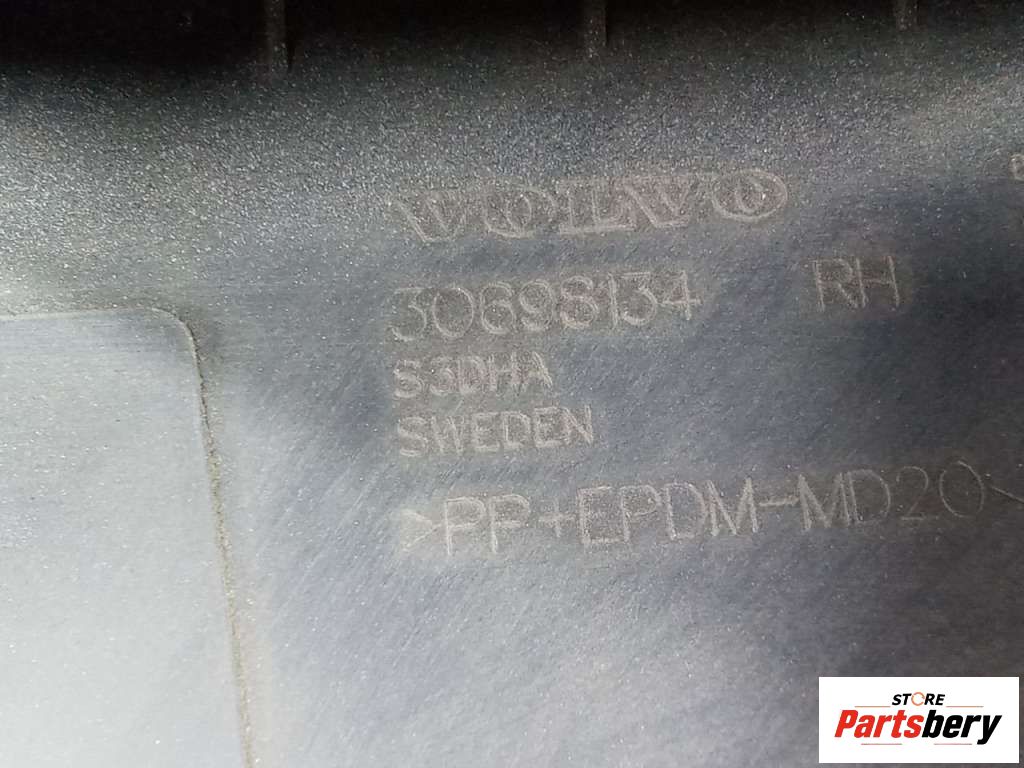 VOLVO
30698134 RH
S3DHA
SWEDEN
>PP+EPDM-MD20>
STORE
Partsbery